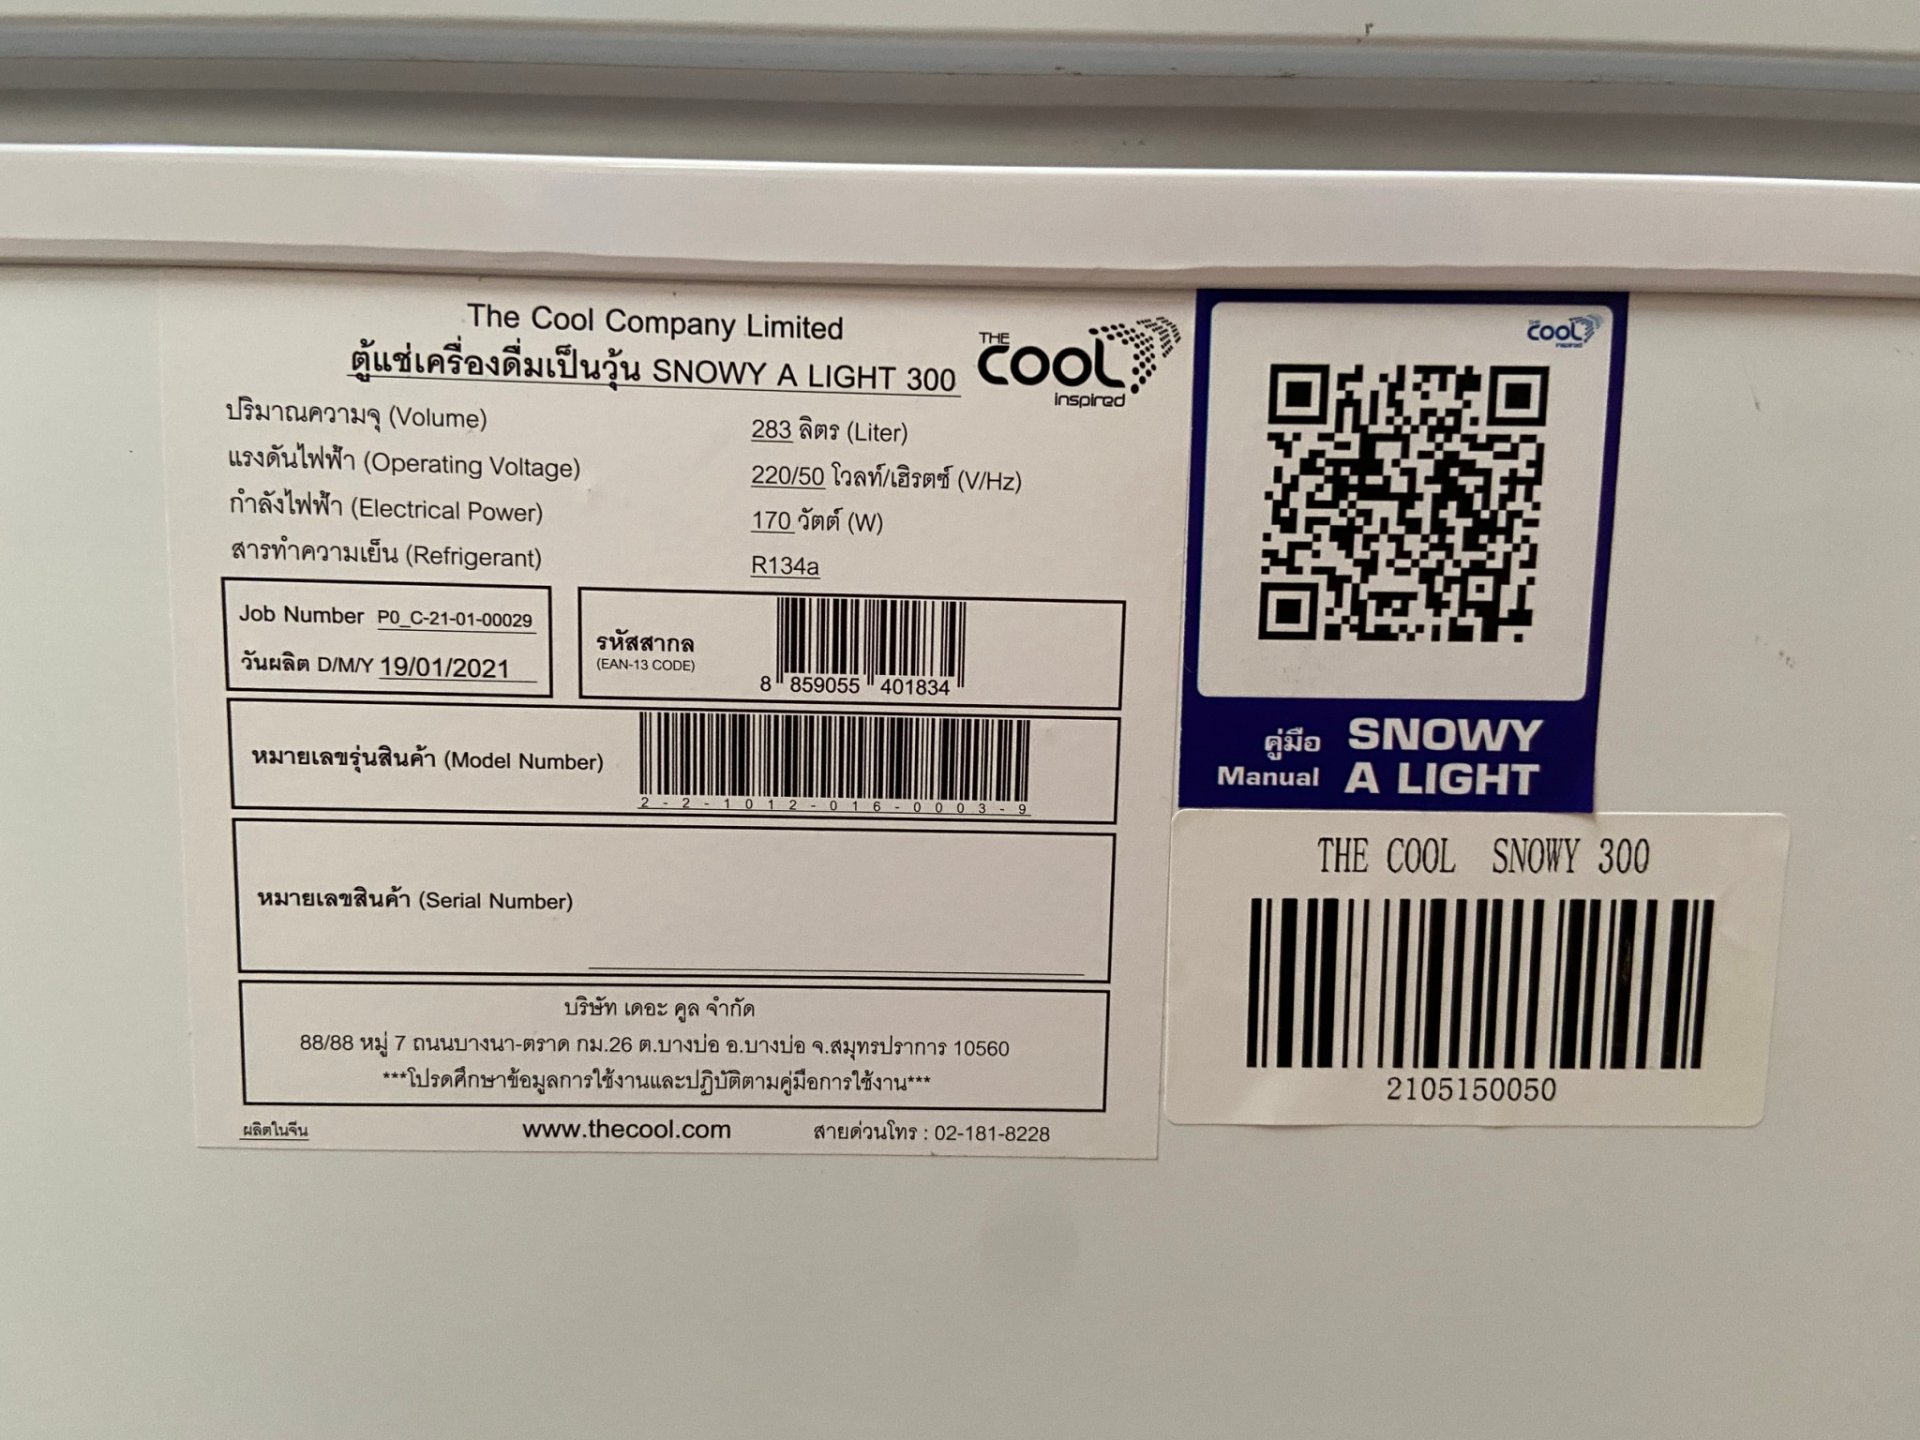 The Cool Company Limited
ตู้แช่เครื่องดื่มเป็นวุ้น SNOWY A LIGHT 300
THE COOL inspired
ปริมาณความจุ (Volume) 283 ลิตร (Liter)
แรงดันไฟฟ้า (Operating Voltage) 220/50 โวลท์/เฮิรตซ์ (V/Hz)
กำลังไฟฟ้า (Electrical Power) 170 วัตต์ (W)
สารทำความเย็น (Refrigerant) R134a
Job Number P0_C-21-01-00029
วันผลิต D/M/Y 19/01/2021
รหัสสากล
(EAN-13 CODE)
8 859055 401834
หมายเลขรุ่นสินค้า (Model Number)
2-2-1012-016-0003-9
หมายเลขสินค้า (Serial Number)
บริษัท เดอะ คูล จำกัด
88/88 หมู่ 7 ถนนบางนา-ตราด กม.26 ต.บางบ่อ อ.บางบ่อ จ.สมุทรปราการ 10560
***โปรดศึกษาข้อมูลการใช้งานและปฏิบัติตามคู่มือการใช้งาน***
ผลิตในจีน www.thecool.com สายด่วนโทร : 02-181-8228
THE COOL inspired
คู่มือ
Manual
SNOWY
A LIGHT
THE COOL SNOWY 300
2105150050